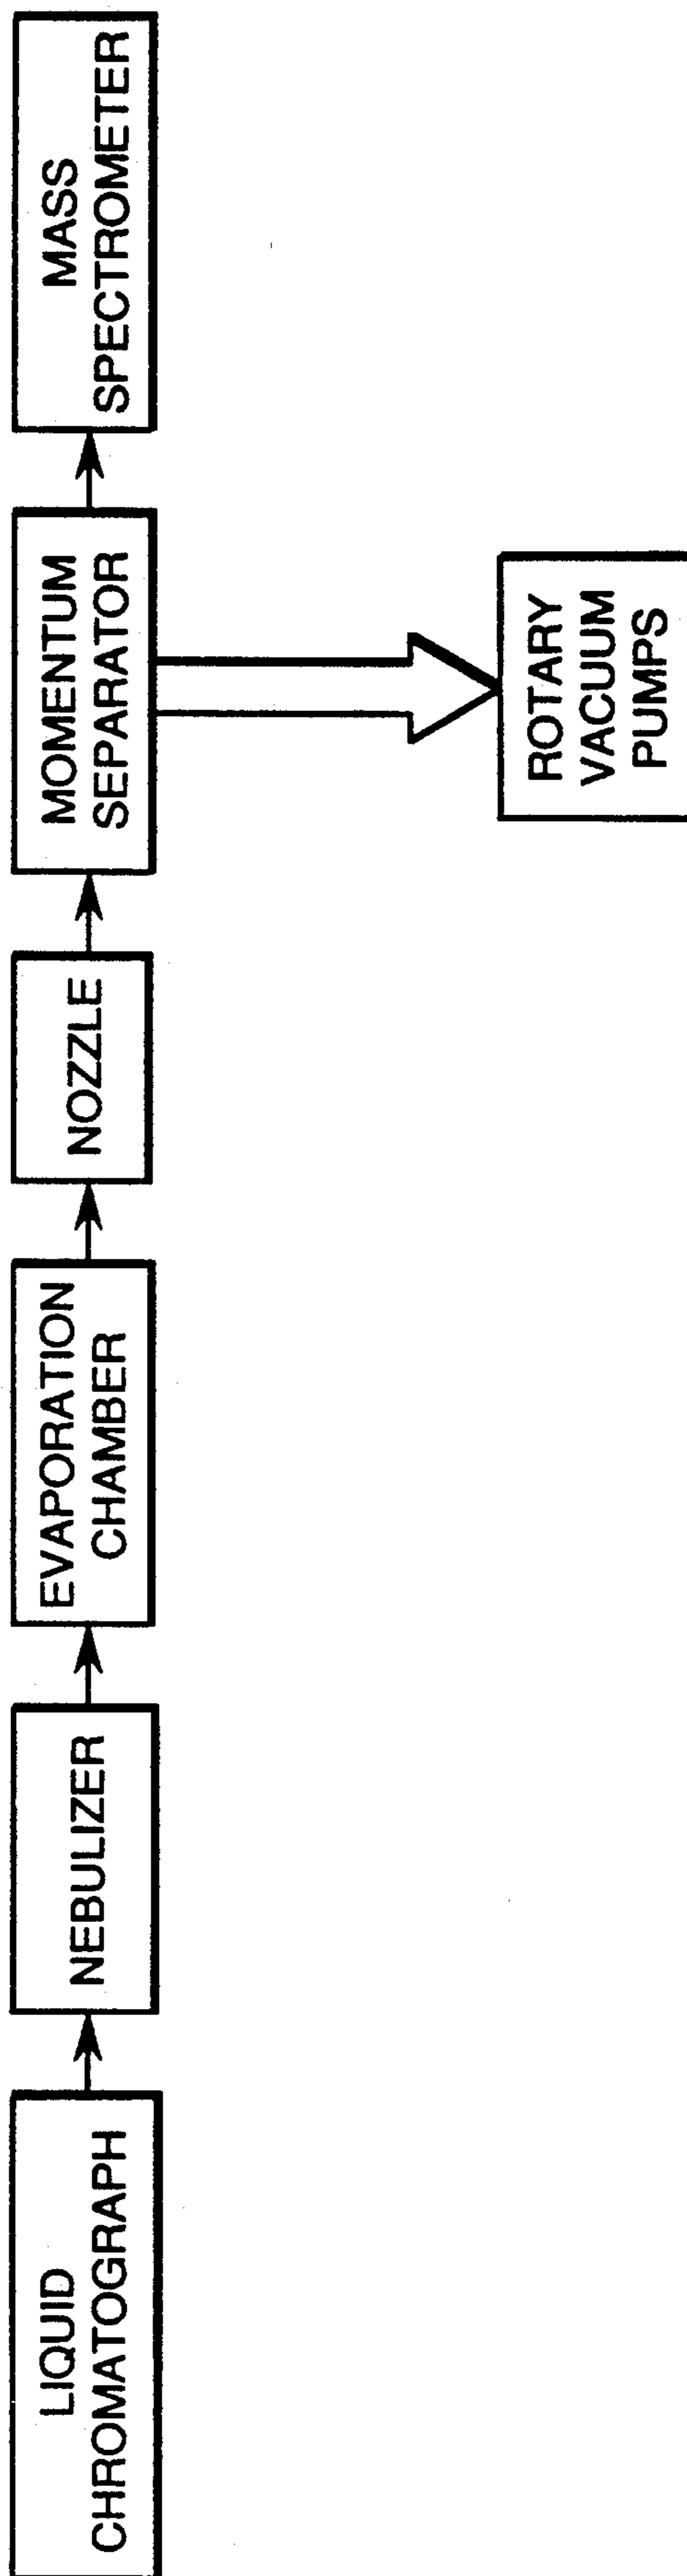 LIQUID
CHROMATOGRAPH
NEBULIZER
EVAPORATION
CHAMBER
NOZZLE
MOMENTUM
SEPARATOR
MASS
SPECTROMETER
ROTARY
VACUUM
PUMPS